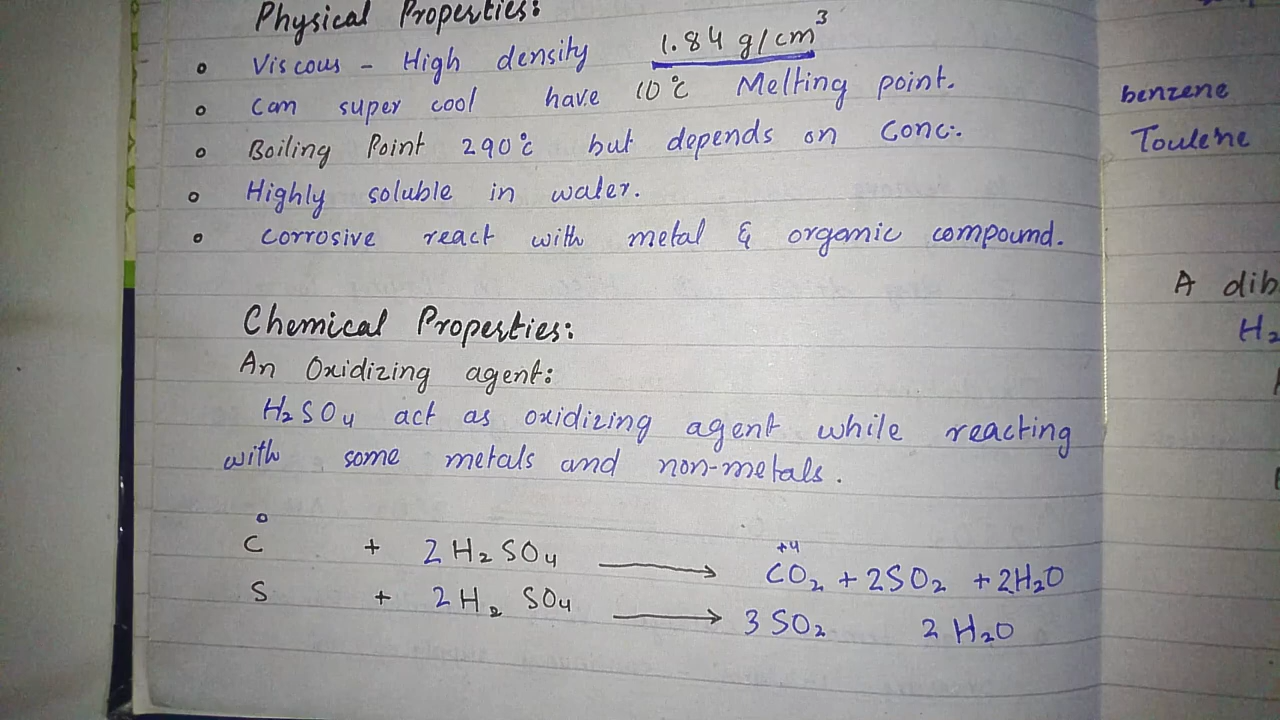 Physical Properties:
Viscous - High density 1.84 g/cm³
Can super cool have 10°C Melting point.
Boiling Point 290°C but depends on Conc:.
Highly soluble in water.
Corrosive react with metal & organic compound.
Chemical Properties:
An Oxidizing agent:
H₂SO₄ act as oxidizing agent while reacting
with some metals and non-metals.
C⁰ + 2H₂SO₄ ⟶ C⁺⁴O₂ + 2SO₂ + 2H₂O
S + 2H₂SO₄ ⟶ 3SO₂ 2H₂O
benzene
Toulene
A dib
H₂